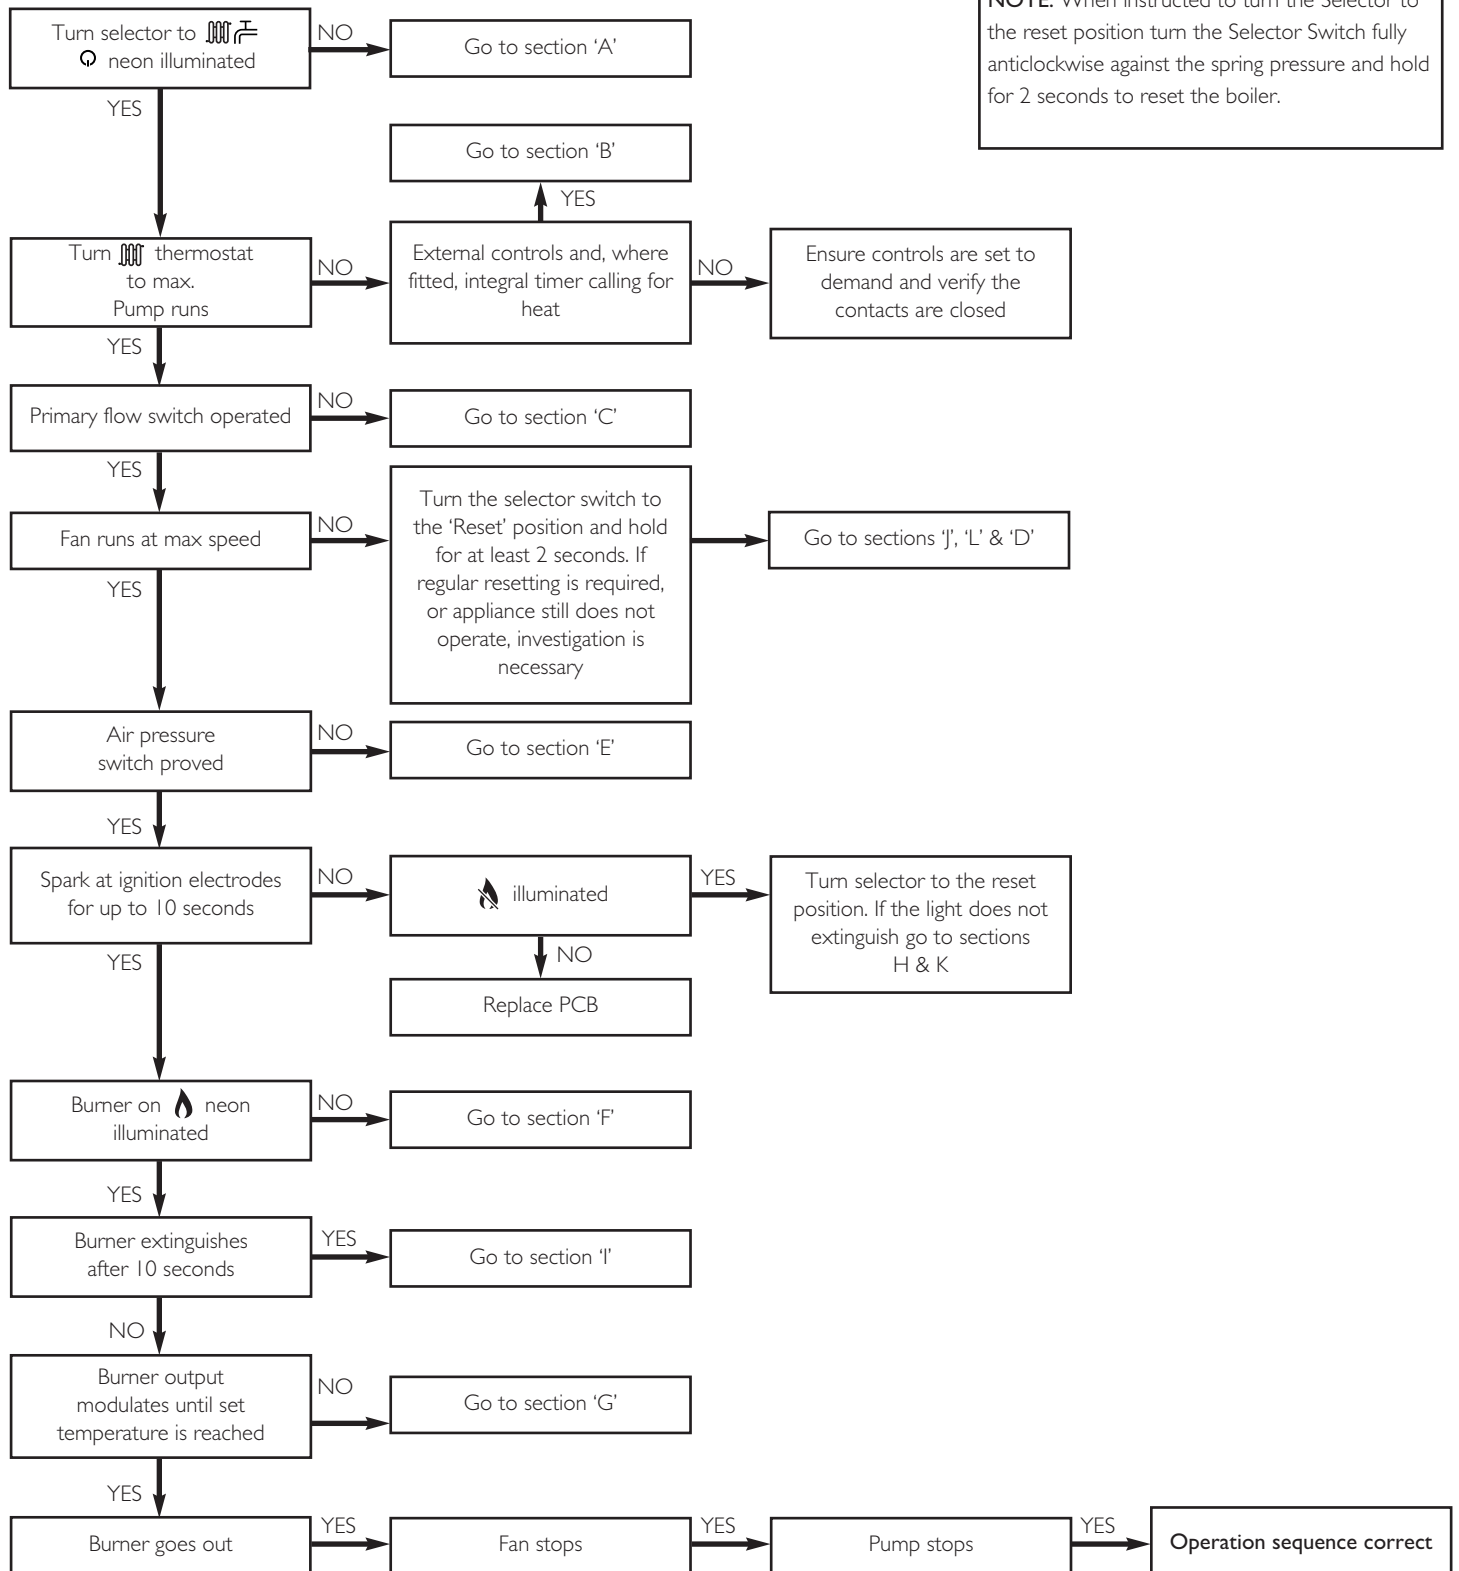 NOTE: When instructed to turn the Selector to
the reset position turn the Selector Switch fully
anticlockwise against the spring pressure and hold
for 2 seconds to reset the boiler.
Turn selector to
neon illuminated
NO
Go to section ‘A’
YES
Go to section ‘B’
YES
Turn thermostat
to max.
Pump runs
NO
External controls and, where
fitted, integral timer calling for
heat
NO
Ensure controls are set to
demand and verify the
contacts are closed
YES
Primary flow switch operated
NO
Go to section ‘C’
YES
Fan runs at max speed
NO
Turn the selector switch to
the ‘Reset’ position and hold
for at least 2 seconds. If
regular resetting is required,
or appliance still does not
operate, investigation is
necessary
Go to sections ‘J’, ‘L’ & ‘D’
YES
Air pressure
switch proved
NO
Go to section ‘E’
YES
Spark at ignition electrodes
for up to 10 seconds
NO
illuminated
YES
Turn selector to the reset
position. If the light does not
extinguish go to sections
H & K
NO
Replace PCB
YES
Burner on neon
illuminated
NO
Go to section ‘F’
YES
Burner extinguishes
after 10 seconds
YES
Go to section ‘I’
NO
Burner output
modulates until set
temperature is reached
NO
Go to section ‘G’
YES
Burner goes out
YES
Fan stops
YES
Pump stops
YES
Operation sequence correct